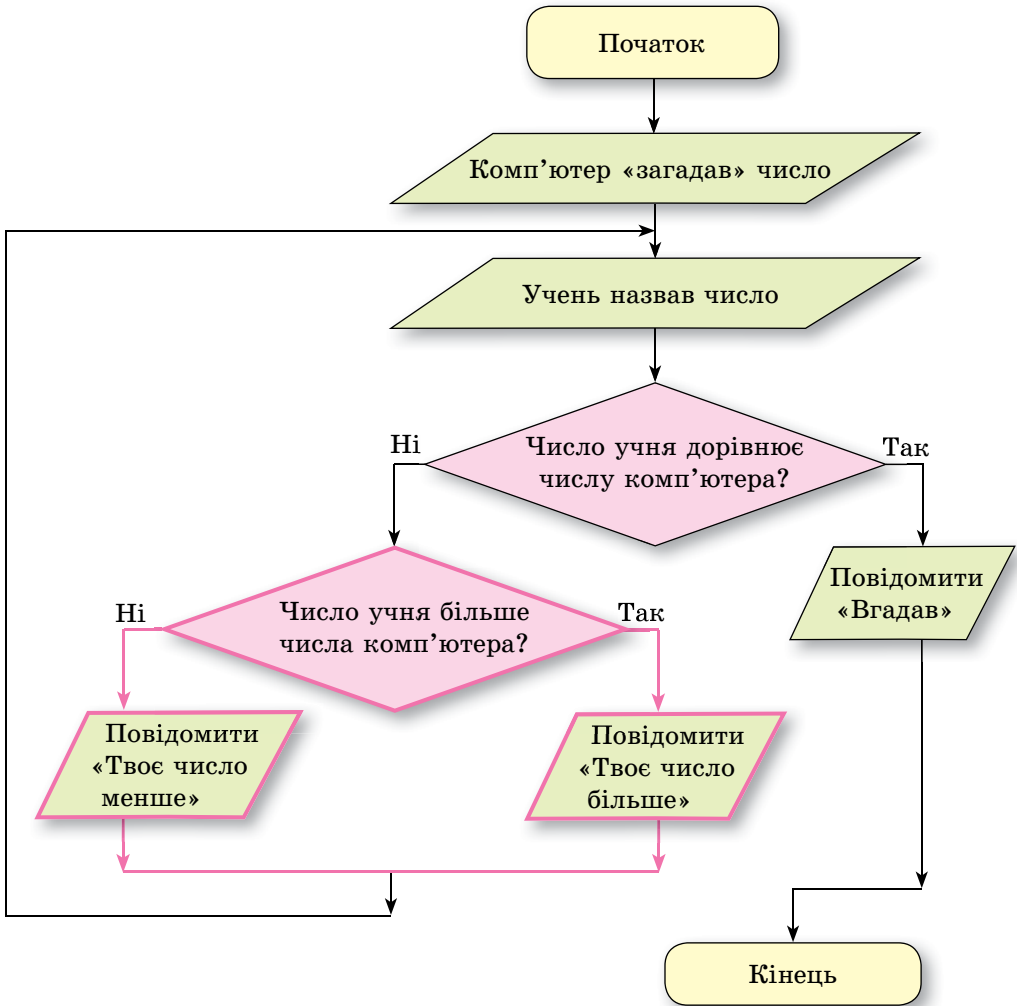 Початок
Комп’ютер «загадав» число
Учень назвав число
Ні
Число учня дорівнює
числу комп’ютера?
Так
Ні
Число учня більше
числа комп’ютера?
Так
Повідомити
«Вгадав»
Повідомити
«Твоє число
менше»
Повідомити
«Твоє число
більше»
Кінець